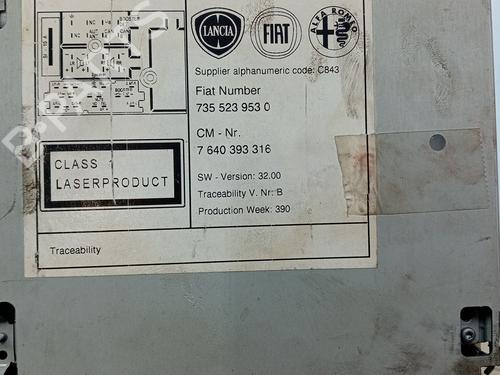 LANCIA
FIAT
ALFA ROMEO
Supplier alphanumeric code: C843
Fiat Number
735 523 953 0
CM - Nr.
7 640 393 316
CLASS 1
LASERPRODUCT
SW - Version: 32.00
Traceability V. Nr: B
Production Week: 390
Traceability